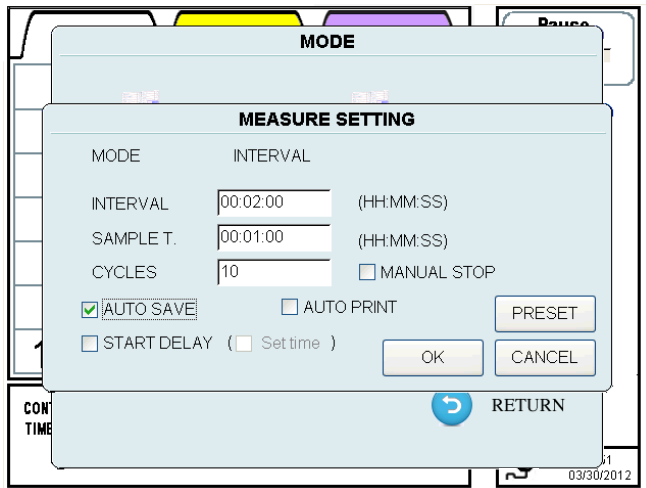 Pause
MODE
MEASURE SETTING
MODE INTERVAL
INTERVAL 00:02:00 (HH:MM:SS)
SAMPLE T. 00:01:00 (HH:MM:SS)
CYCLES 10 MANUAL STOP
AUTO SAVE AUTO PRINT PRESET
START DELAY ( Set time ) OK CANCEL
RETURN
TIME
03/30/2012